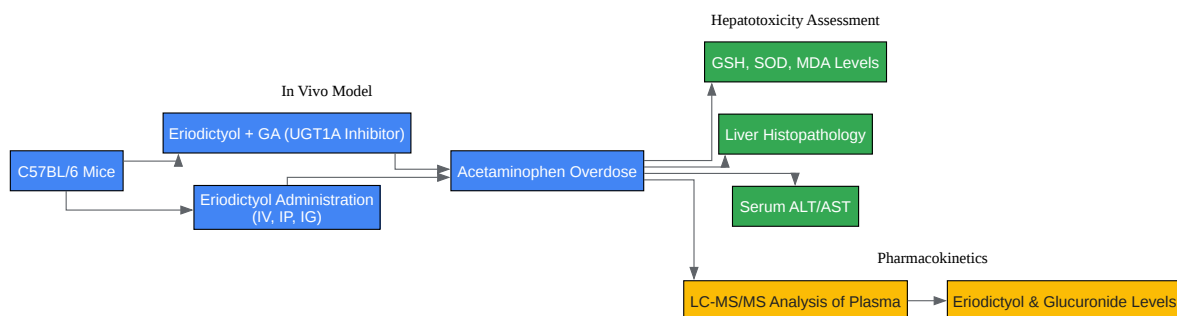 Hepatotoxicity Assessment
GSH, SOD, MDA Levels
In Vivo Model
Eriodictyol + GA (UGT1A Inhibitor)
Liver Histopathology
C57BL/6 Mice
Acetaminophen Overdose
Eriodictyol Administration
(IV, IP, IG)
Serum ALT/AST
Pharmacokinetics
LC-MS/MS Analysis of Plasma
Eriodictyol & Glucuronide Levels